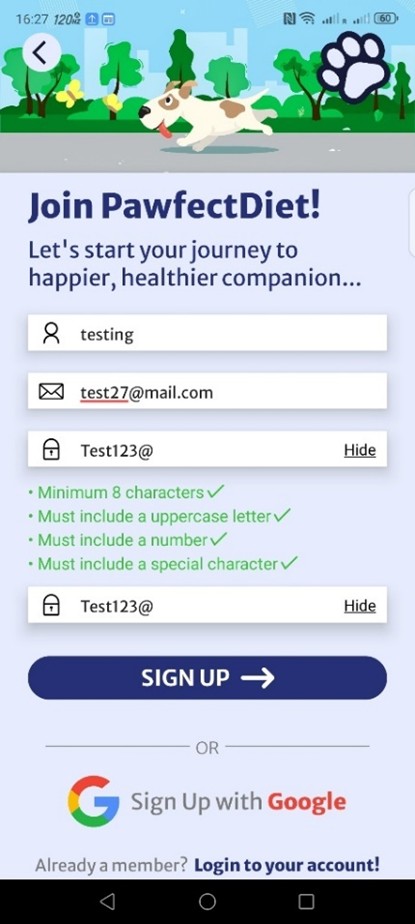 16:27 120Hz 60
Join PawfectDiet!
Let's start your journey to
happier, healthier companion...
testing
test27@mail.com
Test123@ Hide
• Minimum 8 characters ✓
• Must include a uppercase letter ✓
• Must include a number ✓
• Must include a special character ✓
Test123@ Hide
SIGN UP →
OR
Sign Up with Google
Already a member? Login to your account!